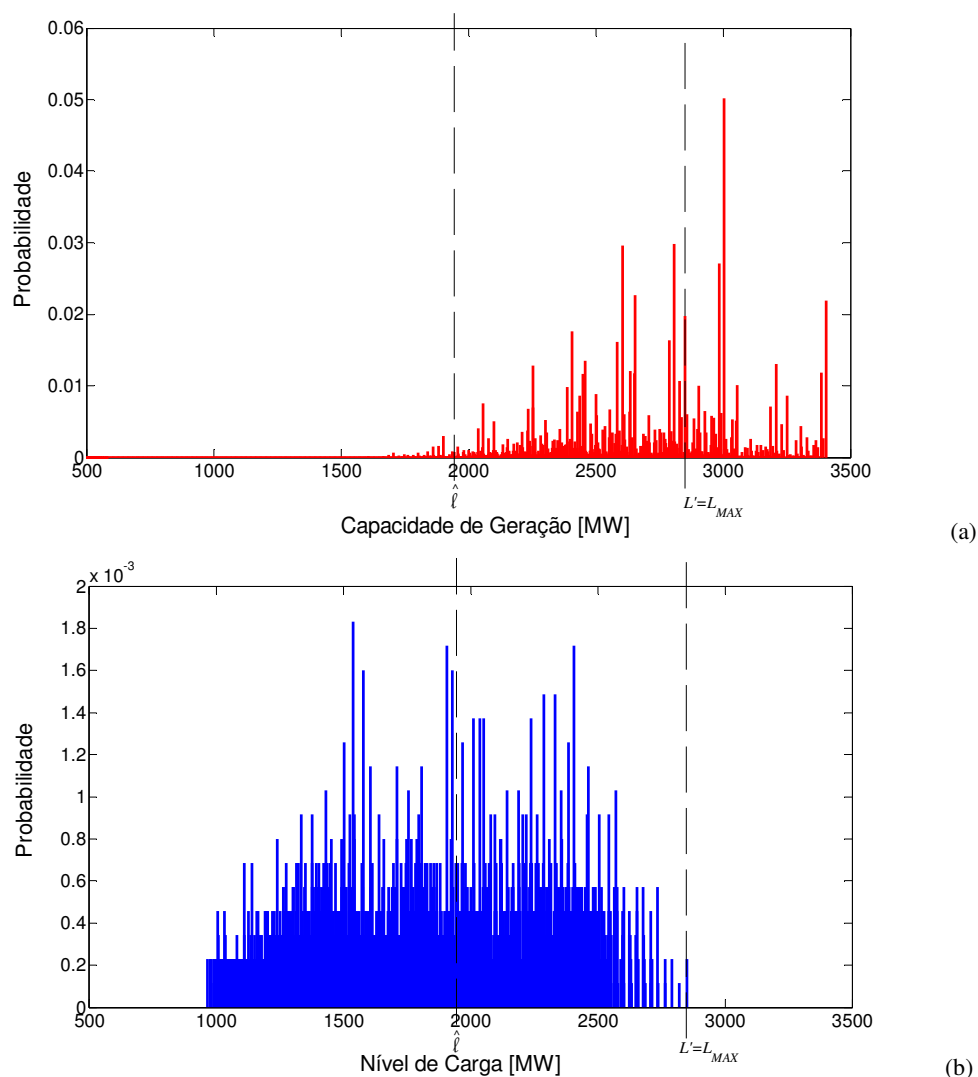 0.06
0.05
0.04
0.03
0.02
0.01
0
Probabilidade
500 1000 1500 2000 2500 3000 3500
ℓ̂ L'=L_MAX
Capacidade de Geração [MW]
(a)
x 10⁻³
2
1.8
1.6
1.4
1.2
1
0.8
0.6
0.4
0.2
0
Probabilidade
500 1000 1500 2000 2500 3000 3500
ℓ̂ L'=L_MAX
Nível de Carga [MW]
(b)